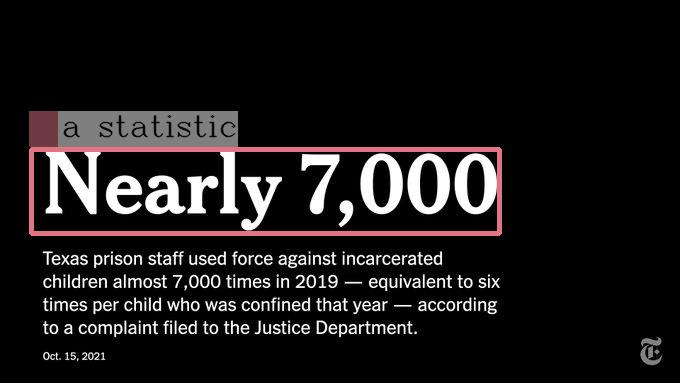 a statistic
Nearly 7,000
Texas prison staff used force against incarcerated
children almost 7,000 times in 2019 — equivalent to six
times per child who was confined that year — according
to a complaint filed to the Justice Department.
Oct. 15, 2021
T